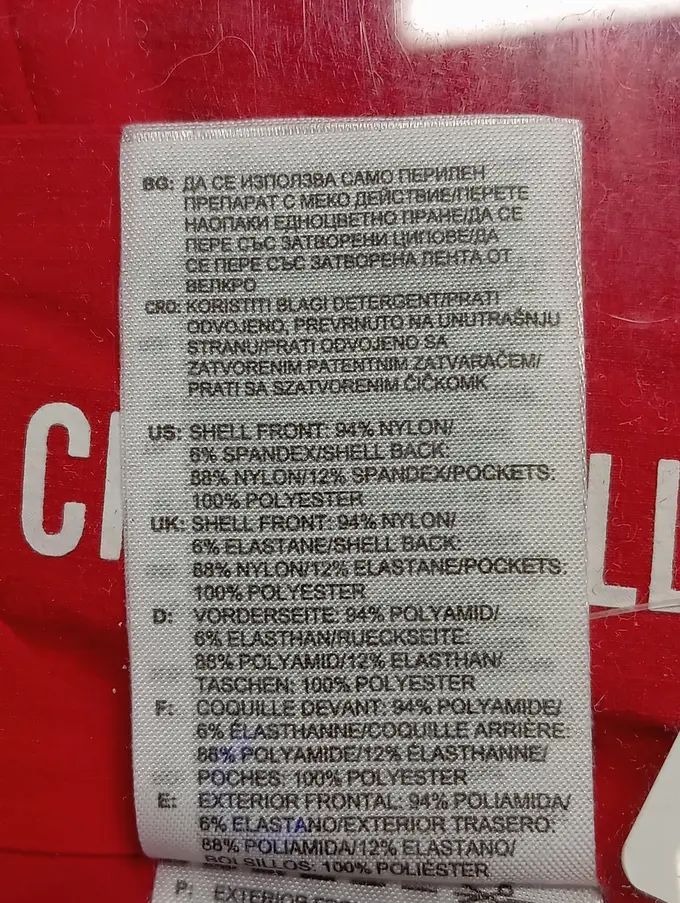 BG: ДА СЕ ИЗПОЛЗВА САМО ПЕРИЛЕН
ПРЕПАРАТ С МЕКО ДЕЙСТВИЕ/ПЕРЕТЕ
НАОПАКИ ЕДНОЦВЕТНО ПРАНЕ/ДА СЕ
ПЕРЕ СЪС ЗАТВОРЕНИ ЦИПОВЕ/ДА
СЕ ПЕРЕ СЪС ЗАТВОРЕНА ЛЕНТА ОТ
ВЕЛКРО
CRO: KORISTITI BLAGI DETERGENT/PRATI
ODVOJENO, PREVRNUTO NA UNUTRAŠNJU
STRANU/PRATI ODVOJENO SA
ZATVORENIM PATENTNIM ZATVARAČEM/
PRATI SA SZATVORENIM ČIČKOMK
US: SHELL FRONT: 94% NYLON/
6% SPANDEX/SHELL BACK:
88% NYLON/12% SPANDEX/POCKETS:
100% POLYESTER
UK: SHELL FRONT: 94% NYLON/
6% ELASTANE/SHELL BACK:
88% NYLON/12% ELASTANE/POCKETS:
100% POLYESTER
D: VORDERSEITE: 94% POLYAMID/
6% ELASTHAN/RUECKSEITE:
88% POLYAMID/12% ELASTHAN/
TASCHEN: 100% POLYESTER
F: COQUILLE DEVANT: 94% POLYAMIDE/
6% ÉLASTHANNE/COQUILLE ARRIÈRE:
88% POLYAMIDE/12% ÉLASTHANNE/
POCHES: 100% POLYESTER
E: EXTERIOR FRONTAL: 94% POLIAMIDA/
6% ELASTANO/EXTERIOR TRASERO:
88% POLIAMIDA/12% ELASTANO/
BOLSILLOS: 100% POLIÉSTER
P: EXTERIOR